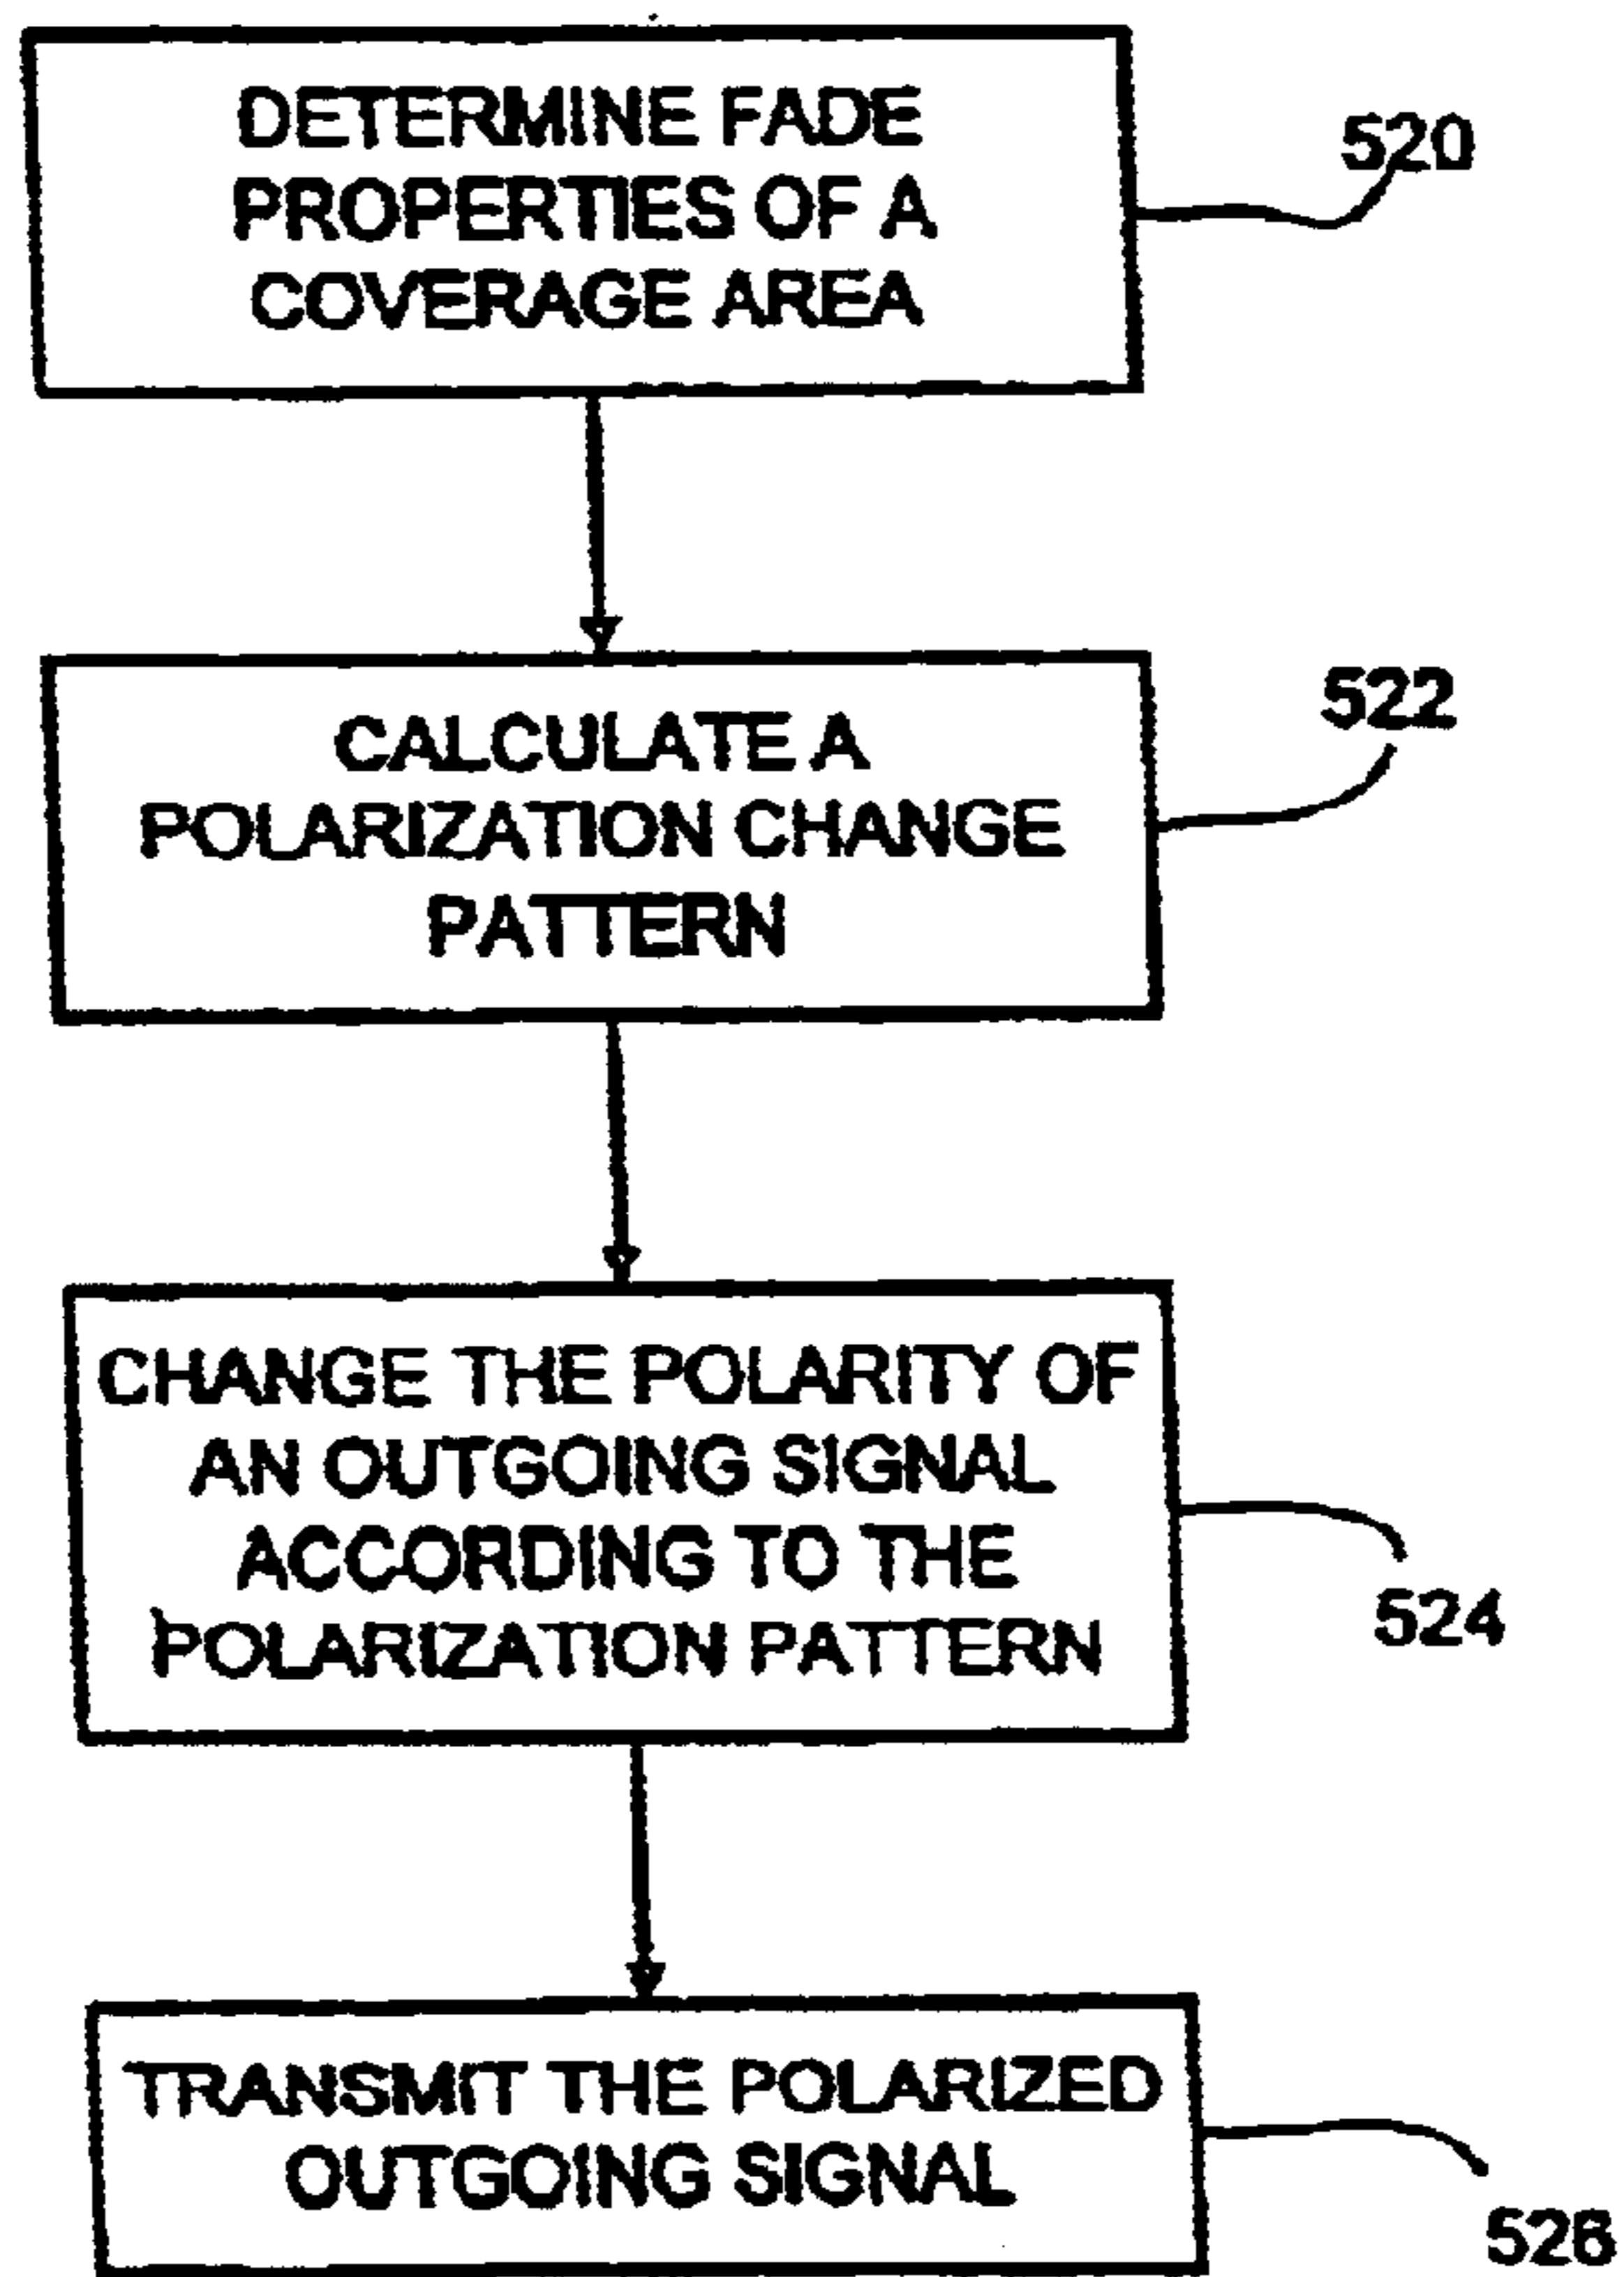 DETERMINE FADE
PROPERTIES OF A
COVERAGE AREA
520
CALCULATE A
POLARIZATION CHANGE
PATTERN
522
CHANGE THE POLARITY OF
AN OUTGOING SIGNAL
ACCORDING TO THE
POLARIZATION PATTERN
524
TRANSMIT THE POLARIZED
OUTGOING SIGNAL
526